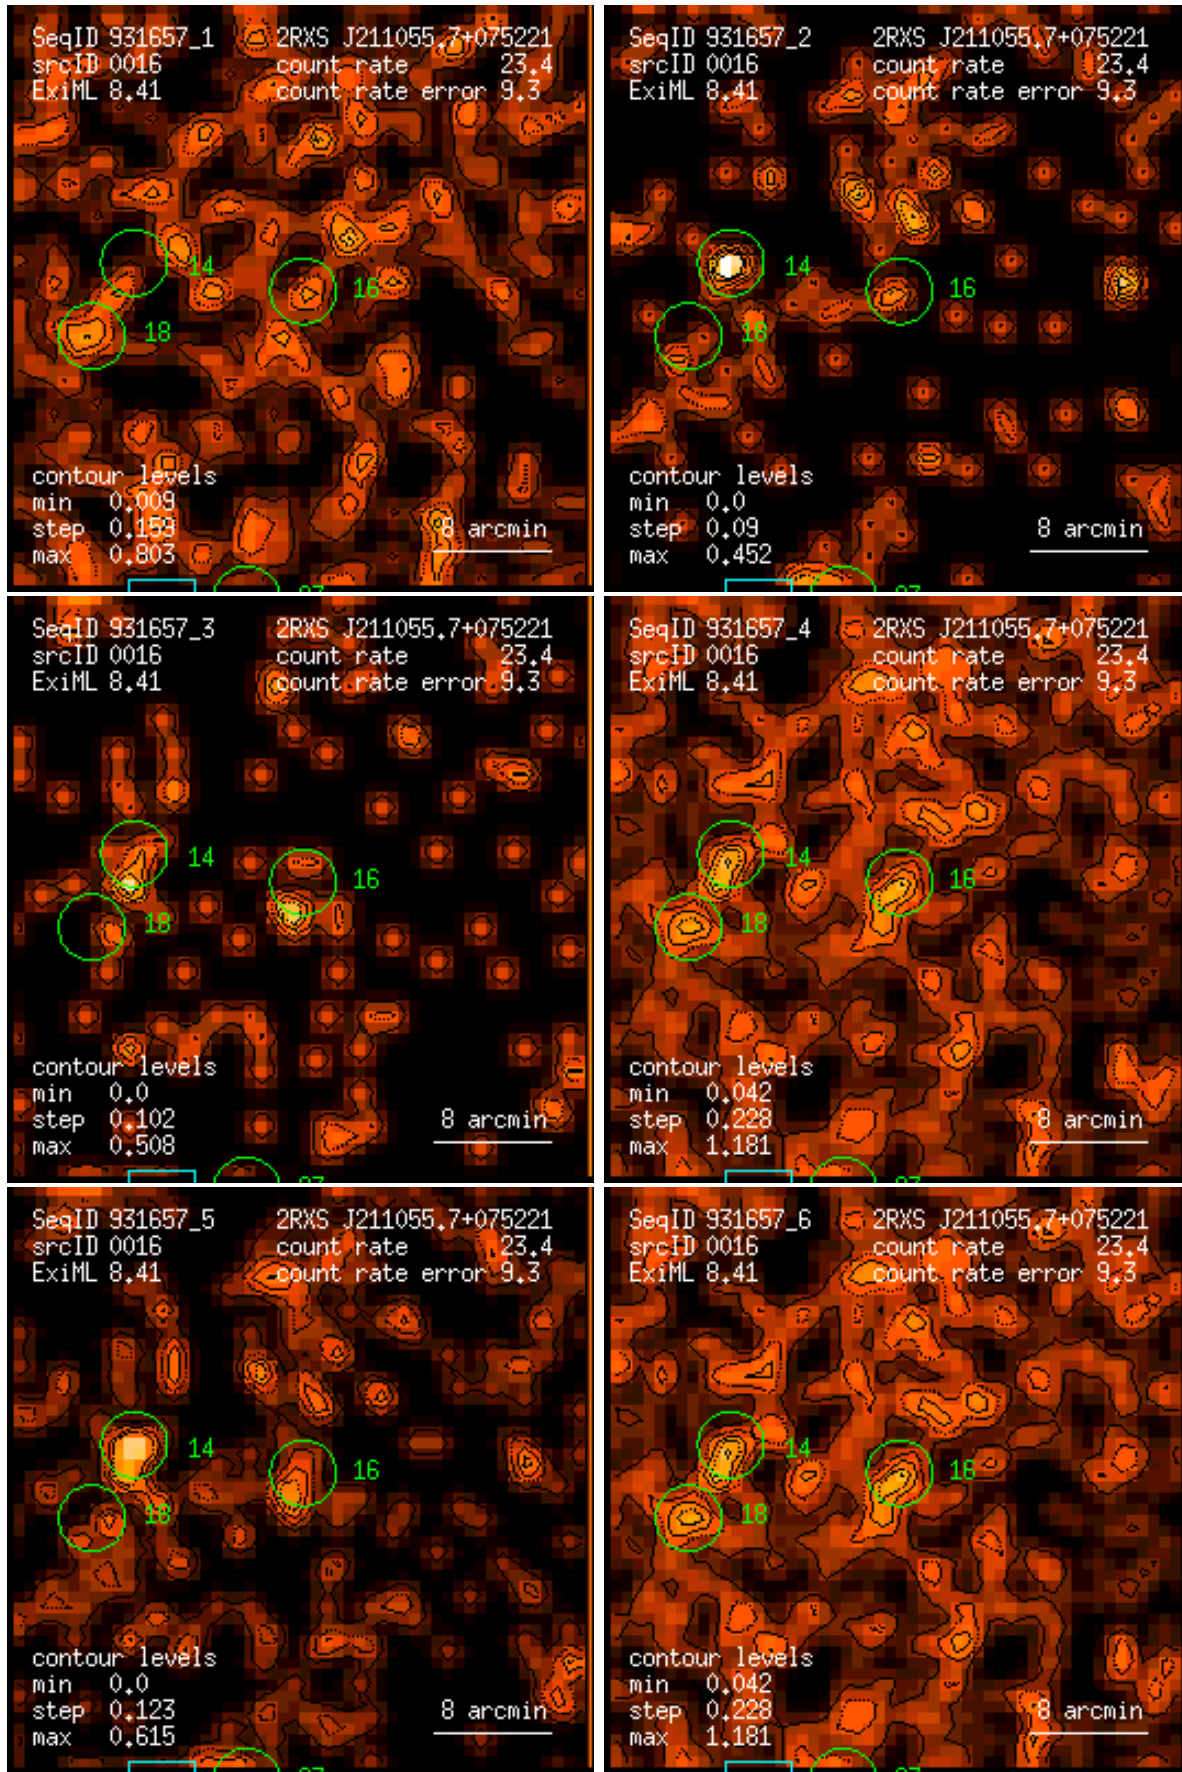 SeqID 931657_1 2RXS J211055.7+075221
srcID 0016 count rate 23.4
ExiML 8.41 count rate error 9.3
14
16
18
contour levels
min 0.009
step 0.159 8 arcmin
max 0.803
SeqID 931657_2 2RXS J211055.7+075221
srcID 0016 count rate 23.4
ExiML 8.41 count rate error 9.3
14
16
18
contour levels
min 0.0
step 0.09 8 arcmin
max 0.452
SeqID 931657_3 2RXS J211055.7+075221
srcID 0016 count rate 23.4
ExiML 8.41 count rate error 9.3
14
16
18
contour levels
min 0.0
step 0.102 8 arcmin
max 0.508
SeqID 931657_4 2RXS J211055.7+075221
srcID 0016 count rate 23.4
ExiML 8.41 count rate error 9.3
14
16
18
contour levels
min 0.042
step 0.228 8 arcmin
max 1.181
SeqID 931657_5 2RXS J211055.7+075221
srcID 0016 count rate 23.4
ExiML 8.41 count rate error 9.3
14
16
18
contour levels
min 0.0
step 0.123 8 arcmin
max 0.615
SeqID 931657_6 2RXS J211055.7+075221
srcID 0016 count rate 23.4
ExiML 8.41 count rate error 9.3
14
16
18
contour levels
min 0.042
step 0.228 8 arcmin
max 1.181